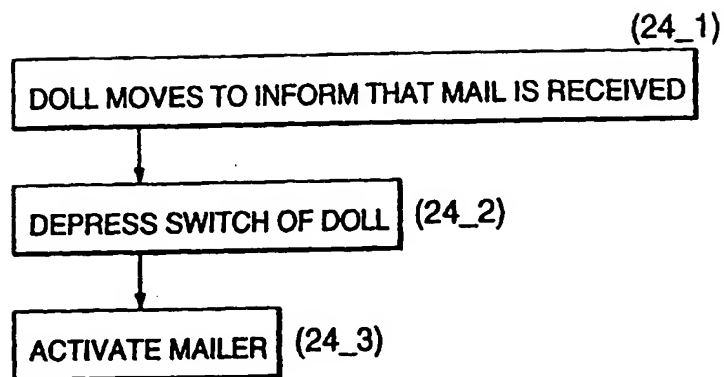 (24_1)
DOLL MOVES TO INFORM THAT MAIL IS RECEIVED
DEPRESS SWITCH OF DOLL (24_2)
ACTIVATE MAILER (24_3)